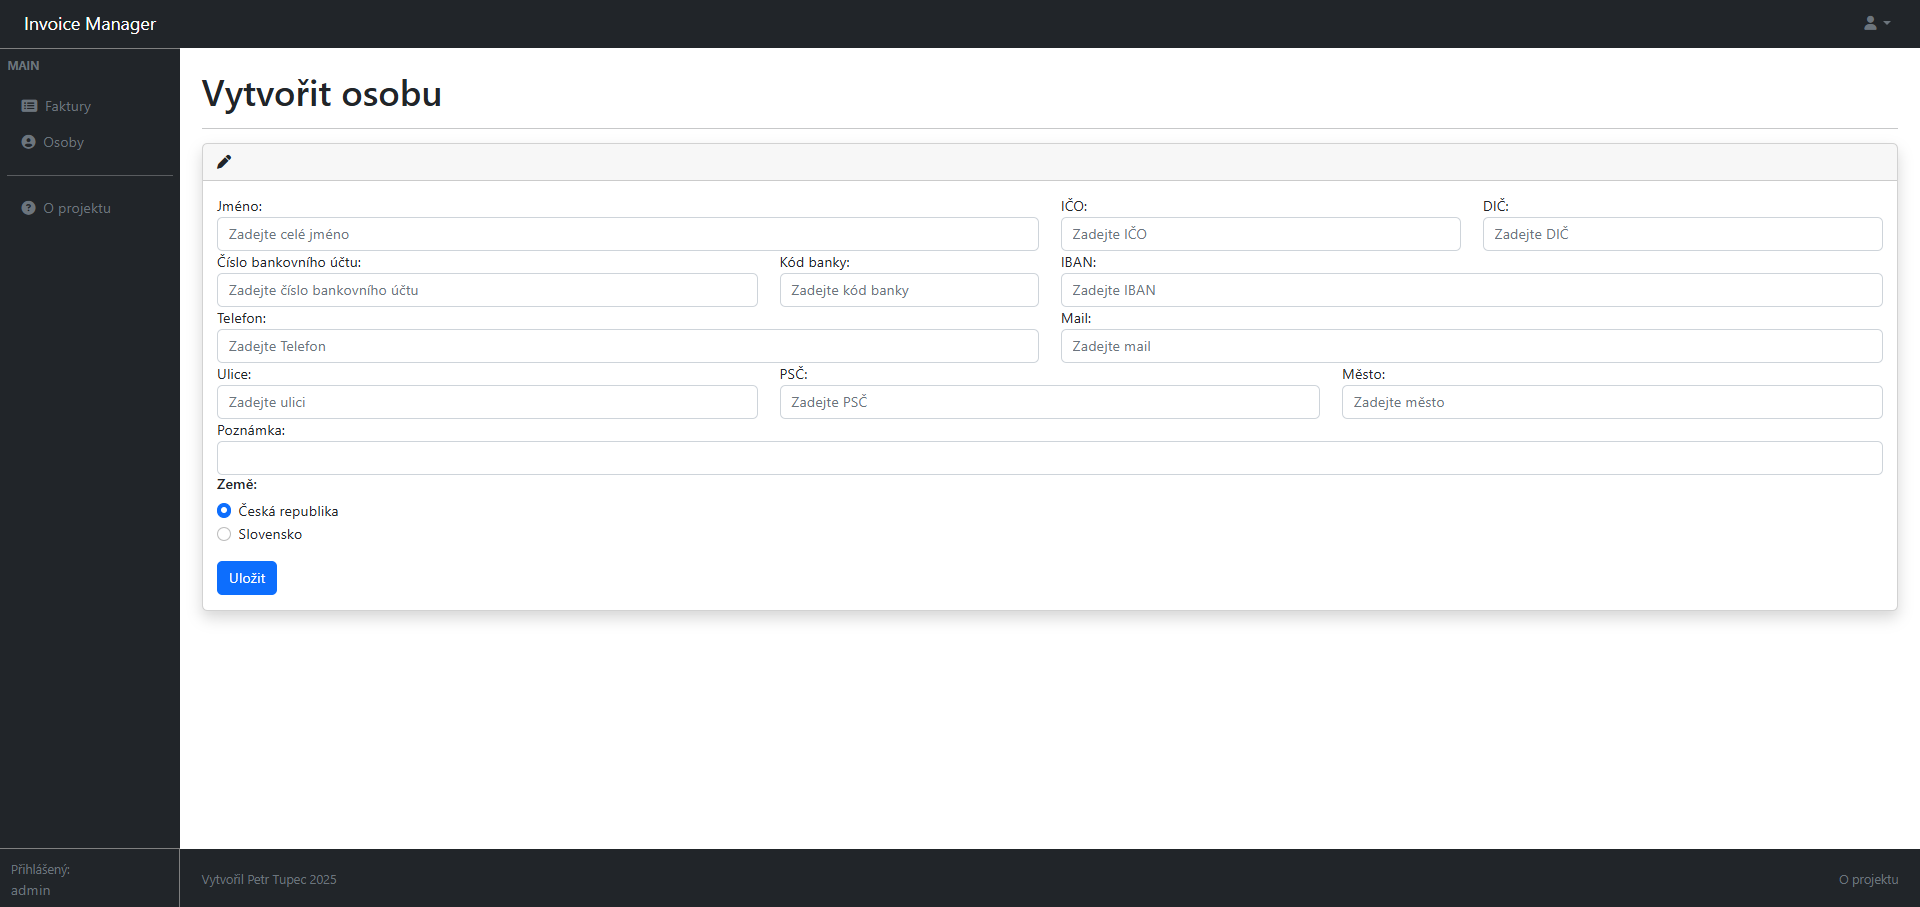 Invoice Manager
MAIN
Faktury
Osoby
O projektu
Vytvořit osobu
Jméno: IČO: DIČ:
Zadejte celé jméno Zadejte IČO Zadejte DIČ
Číslo bankovního účtu: Kód banky: IBAN:
Zadejte číslo bankovního účtu Zadejte kód banky Zadejte IBAN
Telefon: Mail:
Zadejte Telefon Zadejte mail
Ulice: PSČ: Město:
Zadejte ulici Zadejte PSČ Zadejte město
Poznámka:
Země:
Česká republika
Slovensko
Uložit
Přihlášený:
admin
Vytvořil Petr Tupec 2025 O projektu